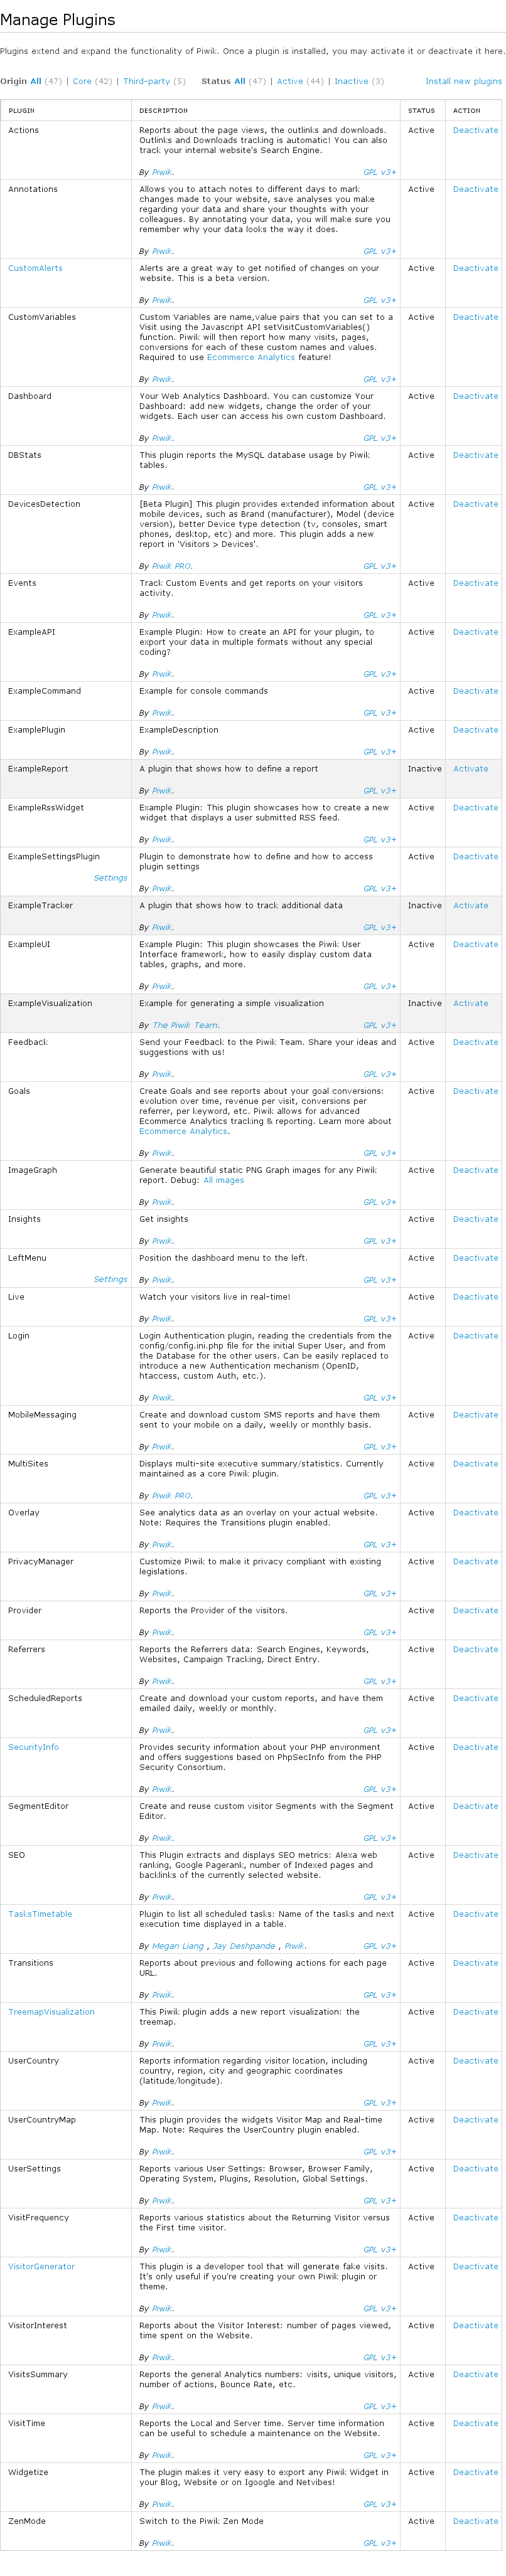 Manage Plugins
Plugins extend and expand the functionality of Piwik. Once a plugin is installed, you may activate it or deactivate it here.
Origin All (47) | Core (42) | Third-party (5) Status All (47) | Active (44) | Inactive (3) Install new plugins
PLUGIN DESCRIPTION STATUS ACTION
Actions Reports about the page views, the outlinks and downloads. Active Deactivate
Outlinks and Downloads tracking is automatic! You can also
track your internal website's Search Engine.
By Piwik. GPL v3+
Annotations Allows you to attach notes to different days to mark Active Deactivate
changes made to your website, save analyses you make
regarding your data and share your thoughts with your
colleagues. By annotating your data, you will make sure you
remember why your data looks the way it does.
By Piwik. GPL v3+
CustomAlerts Alerts are a great way to get notified of changes on your Active Deactivate
website. This is a beta version.
By Piwik. GPL v3+
CustomVariables Custom Variables are name,value pairs that you can set to a Active Deactivate
Visit using the Javascript API setVisitCustomVariables()
function. Piwik will then report how many visits, pages,
conversions for each of these custom names and values.
Required to use Ecommerce Analytics feature!
By Piwik. GPL v3+
Dashboard Your Web Analytics Dashboard. You can customize Your Active Deactivate
Dashboard: add new widgets, change the order of your
widgets. Each user can access his own custom Dashboard.
By Piwik. GPL v3+
DBStats This plugin reports the MySQL database usage by Piwik Active Deactivate
tables.
By Piwik. GPL v3+
DevicesDetection [Beta Plugin] This plugin provides extended information about Active Deactivate
mobile devices, such as Brand (manufacturer), Model (device
version), better Device type detection (tv, consoles, smart
phones, desktop, etc) and more. This plugin adds a new
report in 'Visitors > Devices'.
By Piwik PRO. GPL v3+
Events Track Custom Events and get reports on your visitors Active Deactivate
activity.
By Piwik. GPL v3+
ExampleAPI Example Plugin: How to create an API for your plugin, to Active Deactivate
export your data in multiple formats without any special
coding?
By Piwik. GPL v3+
ExampleCommand Example for console commands Active Deactivate
By Piwik. GPL v3+
ExamplePlugin ExampleDescription Active Deactivate
By Piwik. GPL v3+
ExampleReport A plugin that shows how to define a report Inactive Activate
By Piwik. GPL v3+
ExampleRssWidget Example Plugin: This plugin showcases how to create a new Active Deactivate
widget that displays a user submitted RSS feed.
By Piwik. GPL v3+
ExampleSettingsPlugin Plugin to demonstrate how to define and how to access Active Deactivate
plugin settings
Settings By Piwik. GPL v3+
ExampleTracker A plugin that shows how to track additional data Inactive Activate
By Piwik. GPL v3+
ExampleUI Example Plugin: This plugin showcases the Piwik User Active Deactivate
Interface framework, how to easily display custom data
tables, graphs, and more.
By Piwik. GPL v3+
ExampleVisualization Example for generating a simple visualization Inactive Activate
By The Piwik Team. GPL v3+
Feedback Send your Feedback to the Piwik Team. Share your ideas and Active Deactivate
suggestions with us!
By Piwik. GPL v3+
Goals Create Goals and see reports about your goal conversions: Active Deactivate
evolution over time, revenue per visit, conversions per
referrer, per keyword, etc. Piwik allows for advanced
Ecommerce Analytics tracking & reporting. Learn more about
Ecommerce Analytics.
By Piwik. GPL v3+
ImageGraph Generate beautiful static PNG Graph images for any Piwik Active Deactivate
report. Debug: All images
By Piwik. GPL v3+
Insights Get insights Active Deactivate
By Piwik. GPL v3+
LeftMenu Position the dashboard menu to the left. Active Deactivate
Settings By Piwik. GPL v3+
Live Watch your visitors live in real-time! Active Deactivate
By Piwik. GPL v3+
Login Login Authentication plugin, reading the credentials from the Active Deactivate
config/config.ini.php file for the initial Super User, and from
the Database for the other users. Can be easily replaced to
introduce a new Authentication mechanism (OpenID,
htaccess, custom Auth, etc.).
By Piwik. GPL v3+
MobileMessaging Create and download custom SMS reports and have them Active Deactivate
sent to your mobile on a daily, weekly or monthly basis.
By Piwik. GPL v3+
MultiSites Displays multi-site executive summary/statistics. Currently Active Deactivate
maintained as a core Piwik plugin.
By Piwik PRO. GPL v3+
Overlay See analytics data as an overlay on your actual website. Active Deactivate
Note: Requires the Transitions plugin enabled.
By Piwik. GPL v3+
PrivacyManager Customize Piwik to make it privacy compliant with existing Active Deactivate
legislations.
By Piwik. GPL v3+
Provider Reports the Provider of the visitors. Active Deactivate
By Piwik. GPL v3+
Referrers Reports the Referrers data: Search Engines, Keywords, Active Deactivate
Websites, Campaign Tracking, Direct Entry.
By Piwik. GPL v3+
ScheduledReports Create and download your custom reports, and have them Active Deactivate
emailed daily, weekly or monthly.
By Piwik. GPL v3+
SecurityInfo Provides security information about your PHP environment Active Deactivate
and offers suggestions based on PhpSecInfo from the PHP
Security Consortium.
By Piwik. GPL v3+
SegmentEditor Create and reuse custom visitor Segments with the Segment Active Deactivate
Editor.
By Piwik. GPL v3+
SEO This Plugin extracts and displays SEO metrics: Alexa web Active Deactivate
ranking, Google Pagerank, number of Indexed pages and
backlinks of the currently selected website.
By Piwik. GPL v3+
TasksTimetable Plugin to list all scheduled tasks: Name of the tasks and next Active Deactivate
execution time displayed in a table.
By Megan Liang , Jay Deshpande , Piwik. GPL v3+
Transitions Reports about previous and following actions for each page Active Deactivate
URL.
By Piwik. GPL v3+
TreemapVisualization This Piwik plugin adds a new report visualization: the Active Deactivate
treemap.
By Piwik. GPL v3+
UserCountry Reports information regarding visitor location, including Active Deactivate
country, region, city and geographic coordinates
(latitude/longitude).
By Piwik. GPL v3+
UserCountryMap This plugin provides the widgets Visitor Map and Real-time Active Deactivate
Map. Note: Requires the UserCountry plugin enabled.
By Piwik. GPL v3+
UserSettings Reports various User Settings: Browser, Browser Family, Active Deactivate
Operating System, Plugins, Resolution, Global Settings.
By Piwik. GPL v3+
VisitFrequency Reports various statistics about the Returning Visitor versus Active Deactivate
the First time visitor.
By Piwik. GPL v3+
VisitorGenerator This plugin is a developer tool that will generate fake visits. Active Deactivate
It's only useful if you're creating your own Piwik plugin or
theme.
By Piwik. GPL v3+
VisitorInterest Reports about the Visitor Interest: number of pages viewed, Active Deactivate
time spent on the Website.
By Piwik. GPL v3+
VisitsSummary Reports the general Analytics numbers: visits, unique visitors, Active Deactivate
number of actions, Bounce Rate, etc.
By Piwik. GPL v3+
VisitTime Reports the Local and Server time. Server time information Active Deactivate
can be useful to schedule a maintenance on the Website.
By Piwik. GPL v3+
Widgetize The plugin makes it very easy to export any Piwik Widget in Active Deactivate
your Blog, Website or on Igoogle and Netvibes!
By Piwik. GPL v3+
ZenMode Switch to the Piwik Zen Mode Active Deactivate
By Piwik. GPL v3+